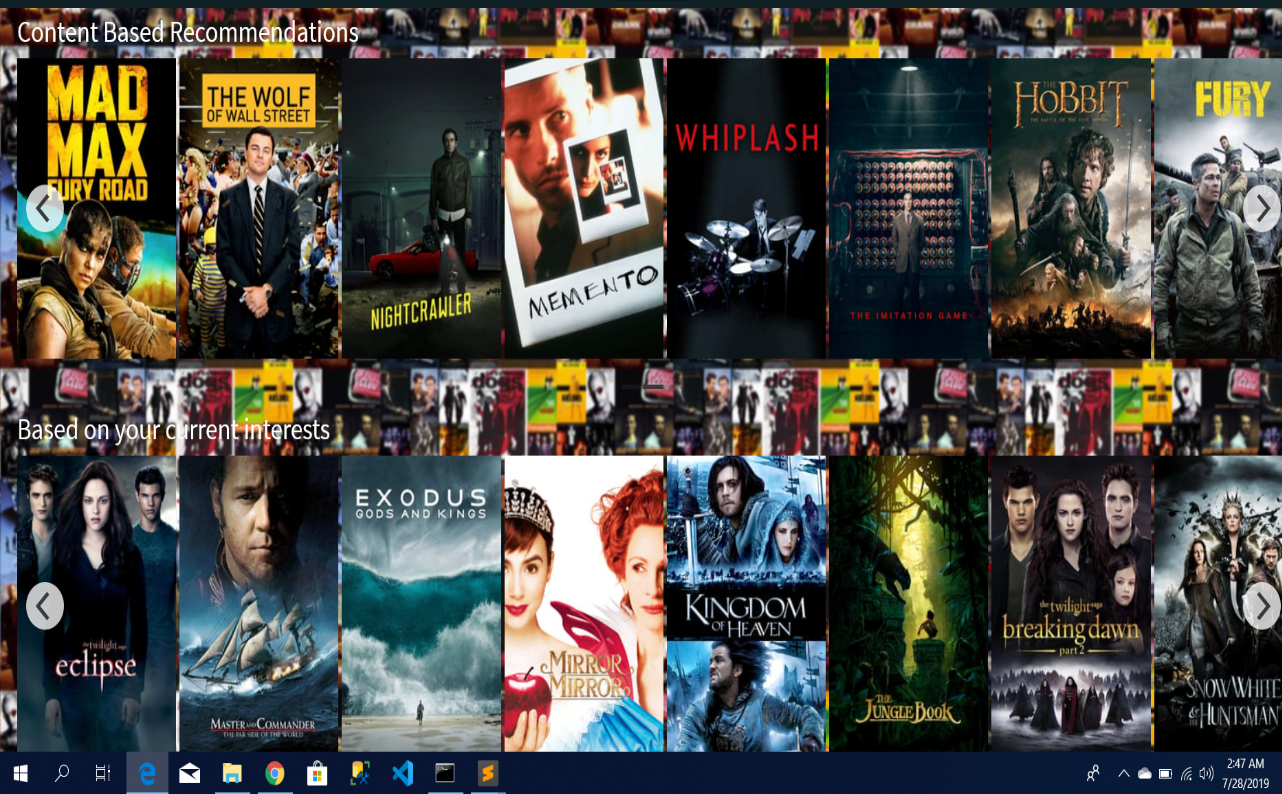 Content Based Recommendations
MAD
MAX
FURY ROAD
THE WOLF
OF WALL STREET
NIGHTCRAWLER
MEMENTO
WHIPLASH
THE IMITATION GAME
THE
HOBBIT
THE BATTLE OF THE FIVE ARMIES
FURY
Based on your current interests
the twilight saga
eclipse
MASTER AND COMMANDER
THE FAR SIDE OF THE WORLD
EXODUS
GODS AND KINGS
MIRROR
MIRROR
KINGDOM
OF HEAVEN
THE
JUNGLE BOOK
the twilight saga
breaking dawn
part 2
SNOW WHITE
& THE HUNTSMAN
2:47 AM
7/28/2019